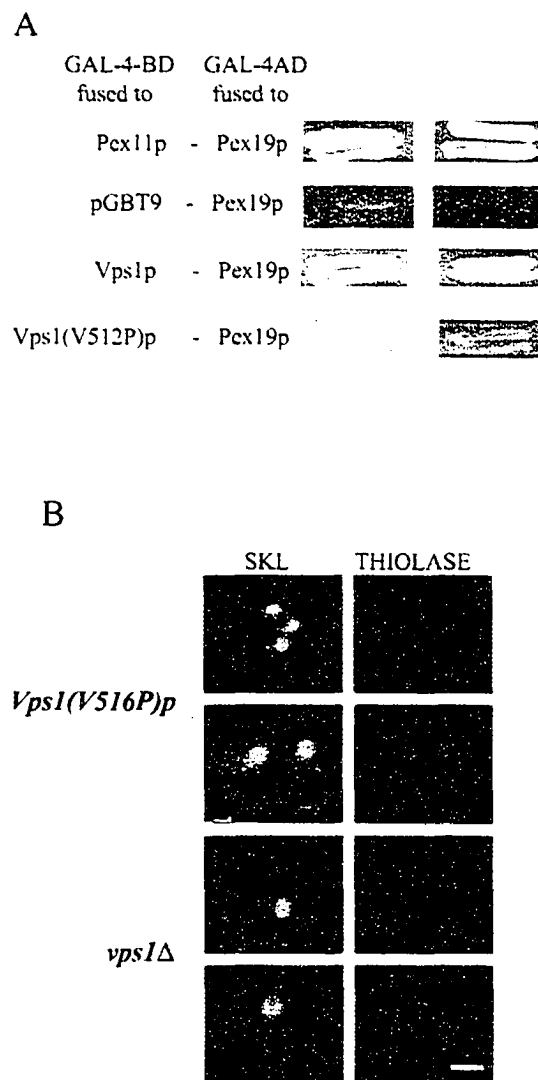 A
GAL-4-BD GAL-4AD
fused to fused to
Pex11p - Pex19p
pGBT9 - Pex19p
Vps1p - Pex19p
Vps1(V512P)p - Pex19p
B
SKL THIOLASE
Vps1(V516P)p
vps1Δ